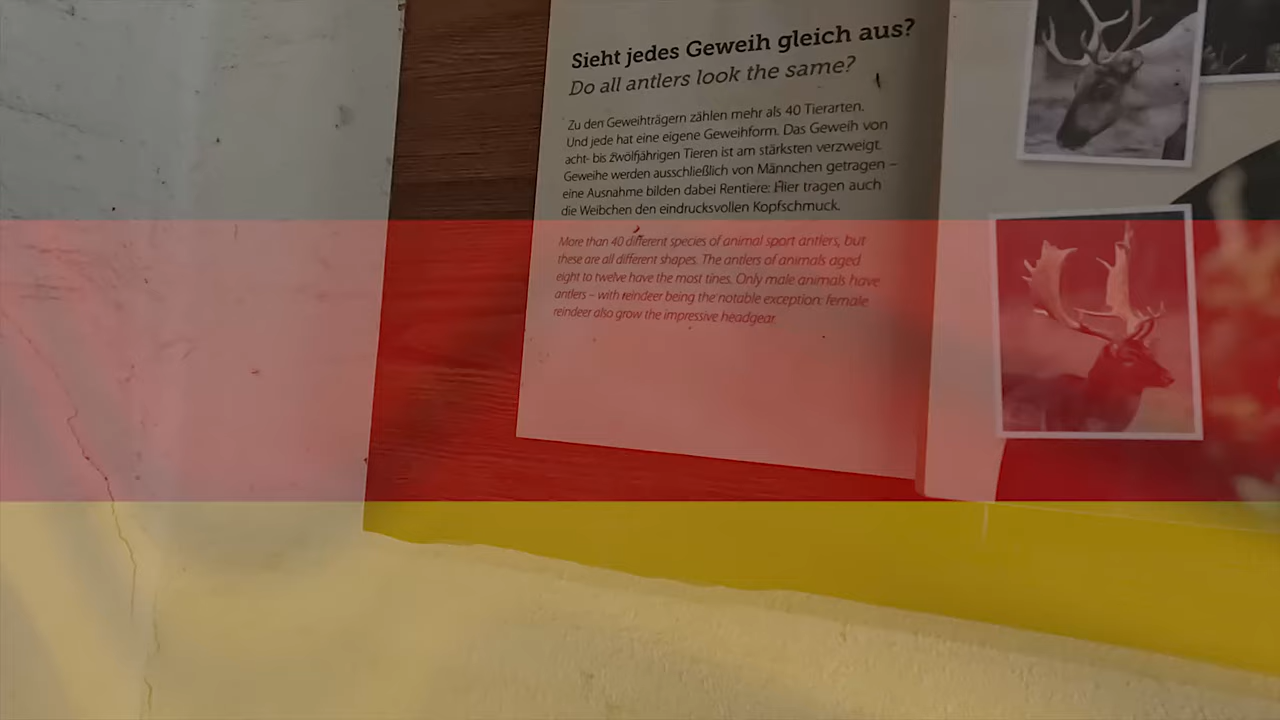 Sieht jedes Geweih gleich aus?
Do all antlers look the same?
Zu den Geweihträgern zählen mehr als 40 Tierarten.
Und jede hat eine eigene Geweihform. Das Geweih von
acht- bis zwölfjährigen Tieren ist am stärksten verzweigt.
Geweihe werden ausschließlich von Männchen getragen –
eine Ausnahme bilden dabei Rentiere: Hier tragen auch
die Weibchen den eindrucksvollen Kopfschmuck.
More than 40 different species of animal sport antlers, but
these are all different shapes. The antlers of animals aged
eight to twelve have the most tines. Only male animals have
antlers – with reindeer being the notable exception: female
reindeer also grow the impressive headgear.